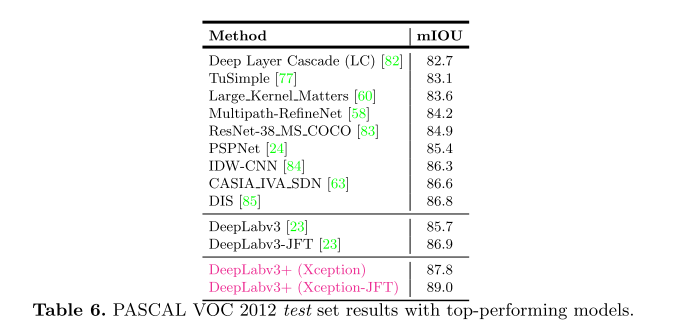 Method mIOU
Deep Layer Cascade (LC) [82] 82.7
TuSimple [77] 83.1
Large_Kernel_Matters [60] 83.6
Multipath-RefineNet [58] 84.2
ResNet-38_MS_COCO [83] 84.9
PSPNet [24] 85.4
IDW-CNN [84] 86.3
CASIA_IVA_SDN [63] 86.6
DIS [85] 86.8
DeepLabv3 [23] 85.7
DeepLabv3-JFT [23] 86.9
DeepLabv3+ (Xception) 87.8
DeepLabv3+ (Xception-JFT) 89.0
Table 6. PASCAL VOC 2012 test set results with top-performing models.